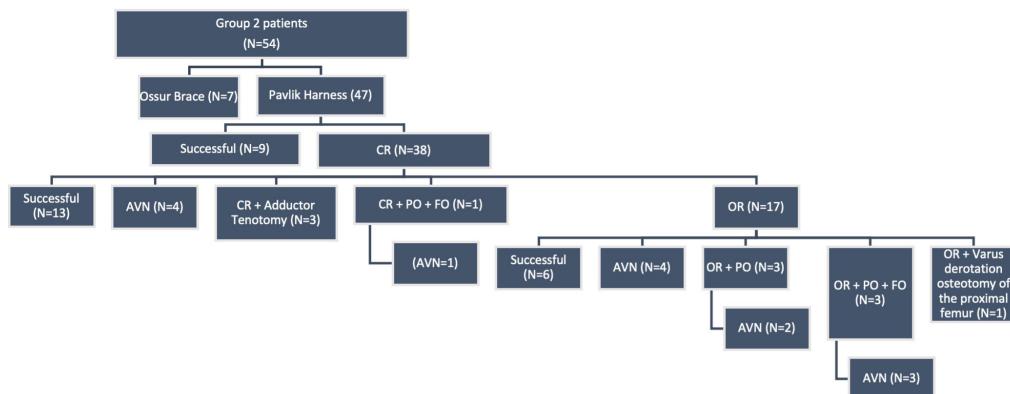 Group 2 patients
(N=54)
Ossur Brace (N=7)
Pavlik Harness (47)
Successful (N=9)
CR (N=38)
Successful
(N=13)
AVN (N=4)
CR + Adductor
Tenotomy (N=3)
CR + PO + FO (N=1)
OR (N=17)
(AVN=1)
Successful
(N=6)
AVN (N=4)
OR + PO (N=3)
OR + PO + FO
(N=3)
OR + Varus
derotation
osteotomy of
the proximal
femur (N=1)
AVN (N=2)
AVN (N=3)